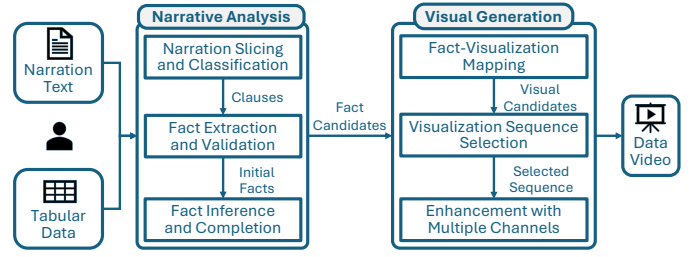 Narration
Text
Tabular
Data
Narrative Analysis
Narration Slicing
and Classification
Clauses
Fact Extraction
and Validation
Initial
Facts
Fact Inference
and Completion
Fact
Candidates
Visual Generation
Fact-Visualization
Mapping
Visual
Candidates
Visualization Sequence
Selection
Selected
Sequence
Enhancement with
Multiple Channels
Data
Video